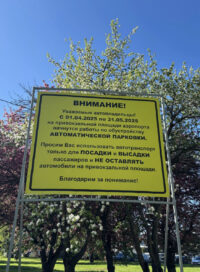 ВНИМАНИЕ!
Уважаемые автовладельцы!
С 01.04.2025 по 31.05.2025
на привокзальной площади аэропорта
начнутся работы по обустройству
АВТОМАТИЧЕСКОЙ ПАРКОВКИ.
Просим Вас использовать автотранспорт
только для ПОСАДКИ и ВЫСАДКИ
пассажиров и НЕ ОСТАВЛЯТЬ
автомобили на привокзальной площади
Благодарим за понимание!